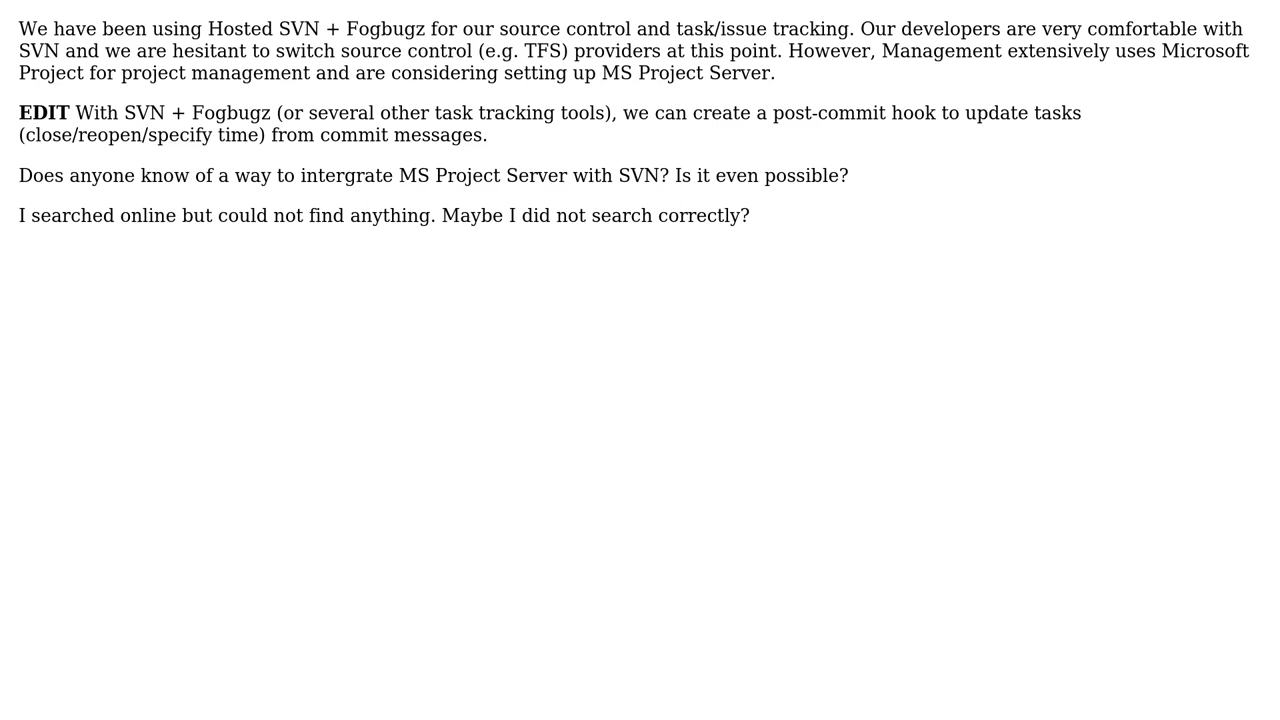 We have been using Hosted SVN + Fogbugz for our source control and task/issue tracking. Our developers are very comfortable with
SVN and we are hesitant to switch source control (e.g. TFS) providers at this point. However, Management extensively uses Microsoft
Project for project management and are considering setting up MS Project Server.
EDIT With SVN + Fogbugz (or several other task tracking tools), we can create a post-commit hook to update tasks
(close/reopen/specify time) from commit messages.
Does anyone know of a way to intergrate MS Project Server with SVN? Is it even possible?
I searched online but could not find anything. Maybe I did not search correctly?